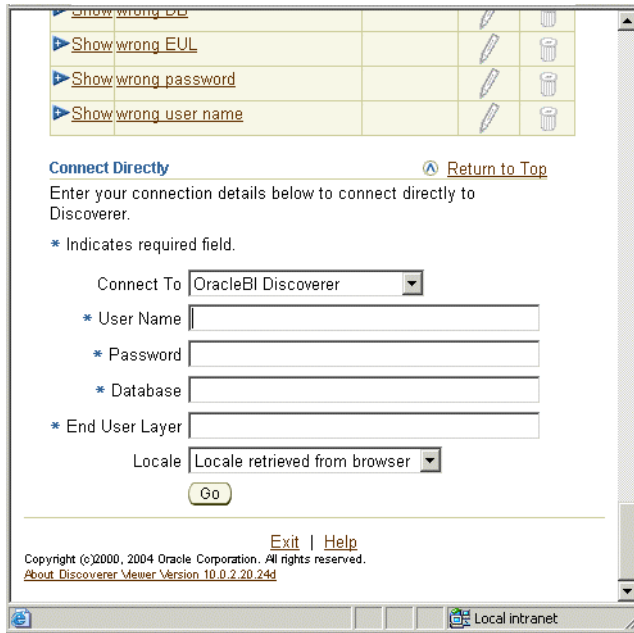 Show wrong DB
Show wrong EUL
Show wrong password
Show wrong user name
Connect Directly
Return to Top
Enter your connection details below to connect directly to
Discoverer.
* Indicates required field.
Connect To OracleBI Discoverer
* User Name
* Password
* Database
* End User Layer
Locale Locale retrieved from browser
Go
Exit | Help
Copyright (c)2000, 2004 Oracle Corporation. All rights reserved.
About Discoverer Viewer Version 10.0.2.20.24d
Local intranet